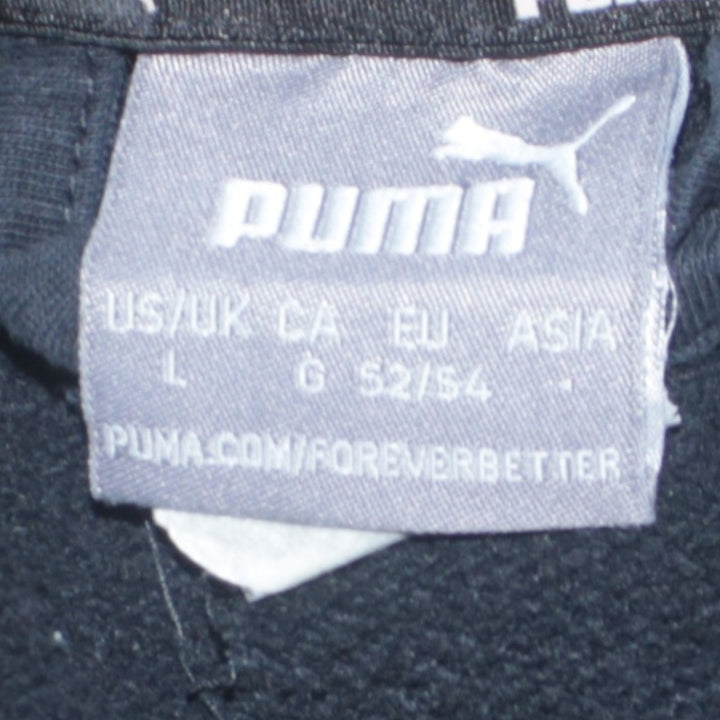 PUMA
US/UK CA EU ASIA
L G 52/54 -
PUMA.COM/FOREVERBETTER